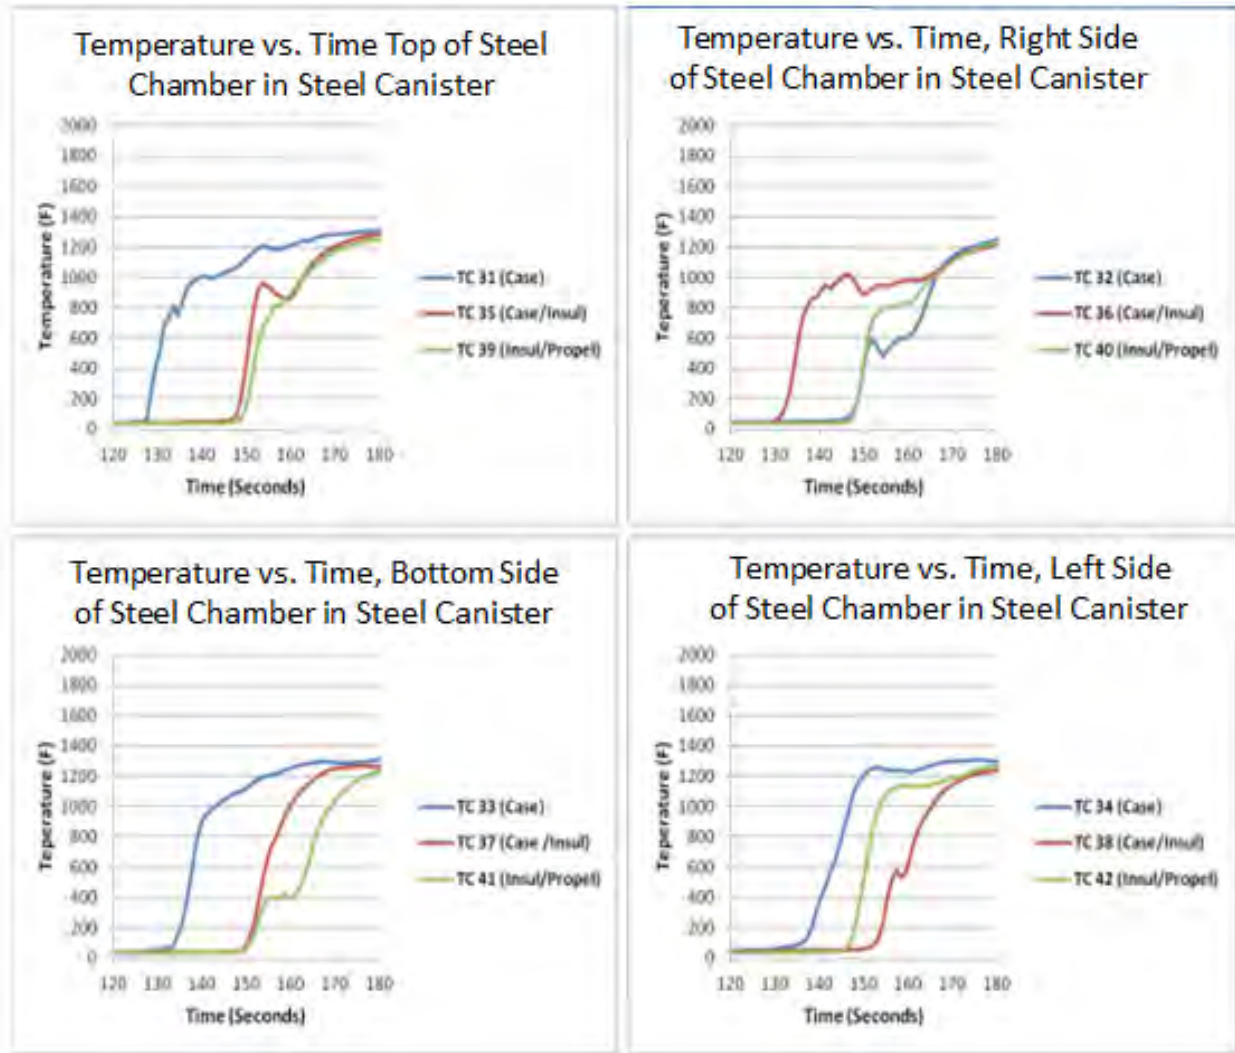 Temperature vs. Time Top of Steel
Chamber in Steel Canister
2000
1800
1600
1400
1200
1000
800
600
400
200
0
Temperature (F)
120 130 140 150 160 170 180
Time (Seconds)
TC 31 (Case)
TC 35 (Case/Insul)
TC 39 (Insul/Propel)
Temperature vs. Time, Right Side
of Steel Chamber in Steel Canister
2000
1800
1600
1400
1200
1000
800
600
400
200
0
Teperature (F)
120 130 140 150 160 170 180
Time (Seconds)
TC 32 (Case)
TC 36 (Case/Insul)
TC 40 (Insul/Propel)
Temperature vs. Time, Bottom Side
of Steel Chamber in Steel Canister
2000
1800
1600
1400
1200
1000
800
600
400
200
0
Teperature (F)
120 130 140 150 160 170 180
Time (Seconds)
TC 33 (Case)
TC 37 (Case /Insul)
TC 41 (Insul/Propel)
Temperature vs. Time, Left Side
of Steel Chamber in Steel Canister
2000
1800
1600
1400
1200
1000
800
600
400
200
0
Teperature (F)
120 130 140 150 160 170 180
Time (Seconds)
TC 34 (Case)
TC 38 (Case/Insul)
TC 42 (Insul/Propel)